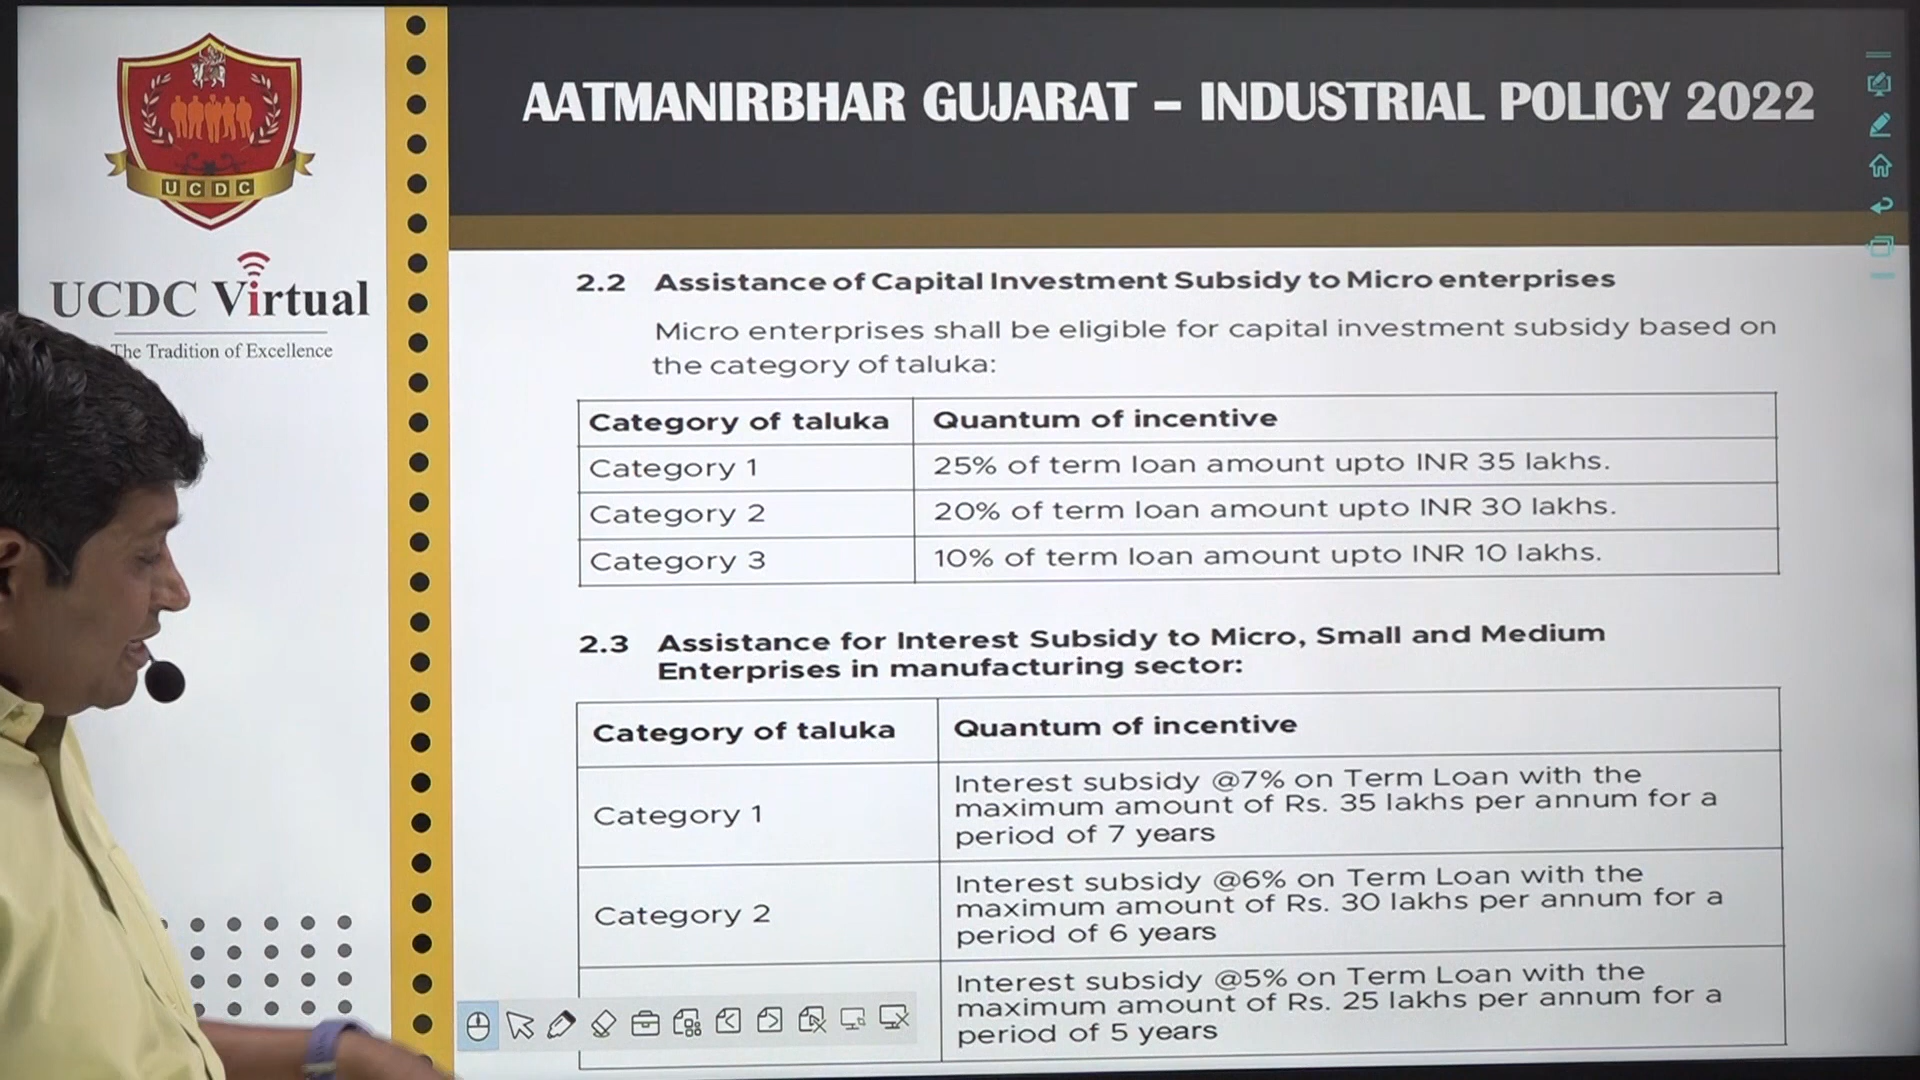 UCDC
UCDC Virtual
The Tradition of Excellence
AATMANIRBHAR GUJARAT – INDUSTRIAL POLICY 2022
2.2 Assistance of Capital Investment Subsidy to Micro enterprises
Micro enterprises shall be eligible for capital investment subsidy based on
the category of taluka:
Category of taluka Quantum of incentive
Category 1 25% of term loan amount upto INR 35 lakhs.
Category 2 20% of term loan amount upto INR 30 lakhs.
Category 3 10% of term loan amount upto INR 10 lakhs.
2.3 Assistance for Interest Subsidy to Micro, Small and Medium
Enterprises in manufacturing sector:
Category of taluka Quantum of incentive
Category 1
Interest subsidy @7% on Term Loan with the
maximum amount of Rs. 35 lakhs per annum for a
period of 7 years
Category 2
Interest subsidy @6% on Term Loan with the
maximum amount of Rs. 30 lakhs per annum for a
period of 6 years
Interest subsidy @5% on Term Loan with the
maximum amount of Rs. 25 lakhs per annum for a
period of 5 years